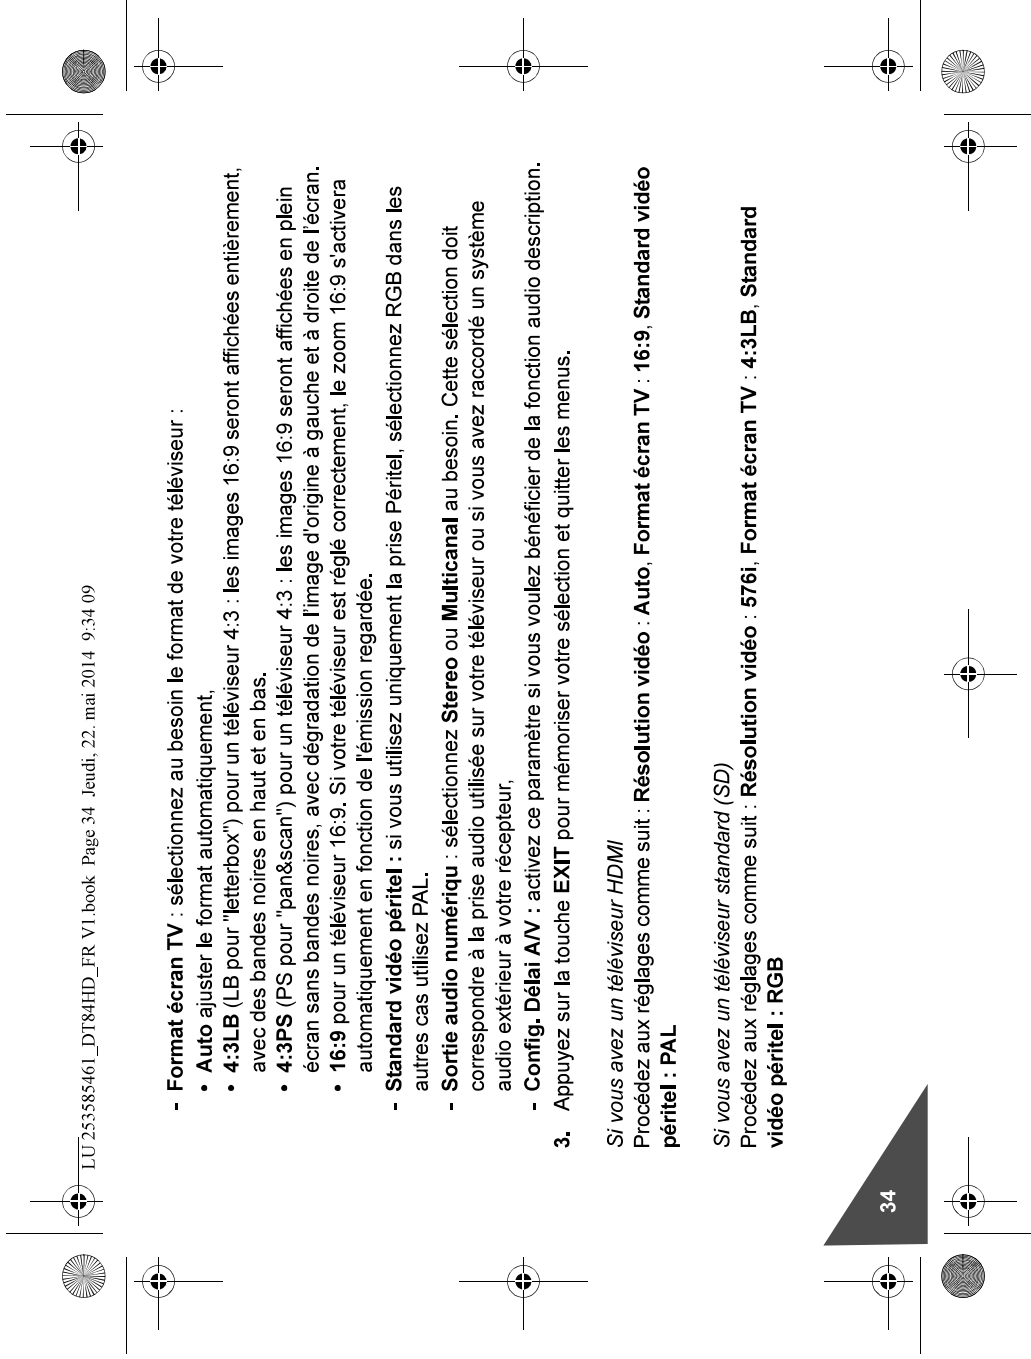 LU 253585461_DT84HD_FR V1.book  Page 34  Jeudi, 22. mai 2014  9:34 09
- Format écran TV : sélectionnez au besoin le format de votre téléviseur :
• Auto ajuster le format automatiquement,
• 4:3LB (LB pour "letterbox") pour un téléviseur 4:3 : les images 16:9 seront affichées entièrement,
avec des bandes noires en haut et en bas.
• 4:3PS (PS pour "pan&scan") pour un téléviseur 4:3 : les images 16:9 seront affichées en plein
écran sans bandes noires, avec dégradation de l'image d'origine à gauche et à droite de l'écran.
• 16:9 pour un téléviseur 16:9. Si votre téléviseur est réglé correctement, le zoom 16:9 s'activera
automatiquement en fonction de l'émission regardée.
- Standard vidéo péritel : si vous utilisez uniquement la prise Péritel, sélectionnez RGB dans les
autres cas utilisez PAL.
- Sortie audio numériqu : sélectionnez Stereo ou Multicanal au besoin. Cette sélection doit
correspondre à la prise audio utilisée sur votre téléviseur ou si vous avez raccordé un système
audio extérieur à votre récepteur,
- Config. Délai A/V : activez ce paramètre si vous voulez bénéficier de la fonction audio description.
3. Appuyez sur la touche EXIT pour mémoriser votre sélection et quitter les menus.
Si vous avez un téléviseur HDMI
Procédez aux réglages comme suit : Résolution vidéo : Auto, Format écran TV : 16:9, Standard vidéo
péritel : PAL
Si vous avez un téléviseur standard (SD)
Procédez aux réglages comme suit : Résolution vidéo : 576i, Format écran TV : 4:3LB, Standard
vidéo péritel : RGB
34